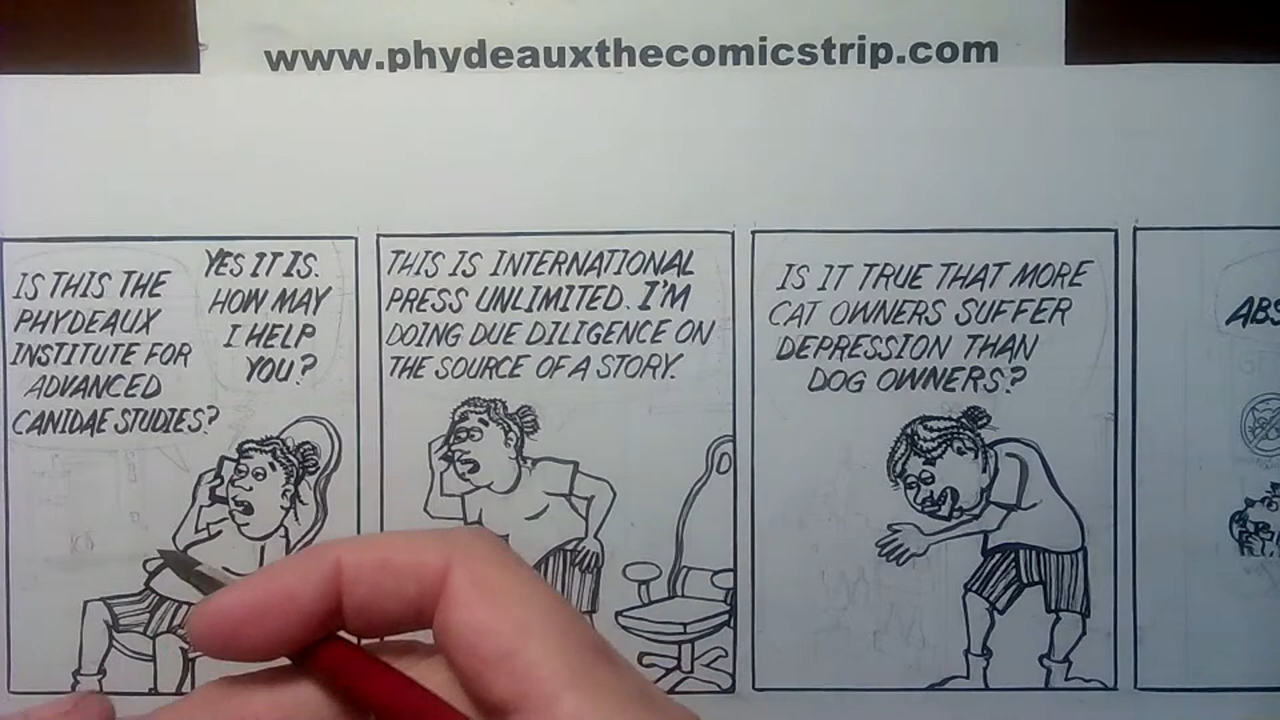 www.phydeauxthecomicstrip.com
IS THIS THE
PHYDEAUX
INSTITUTE FOR
ADVANCED
CANIDAE STUDIES?
YES IT IS.
HOW MAY
I HELP
YOU?
THIS IS INTERNATIONAL
PRESS UNLIMITED. I'M
DOING DUE DILIGENCE ON
THE SOURCE OF A STORY.
IS IT TRUE THAT MORE
CAT OWNERS SUFFER
DEPRESSION THAN
DOG OWNERS?
ABS